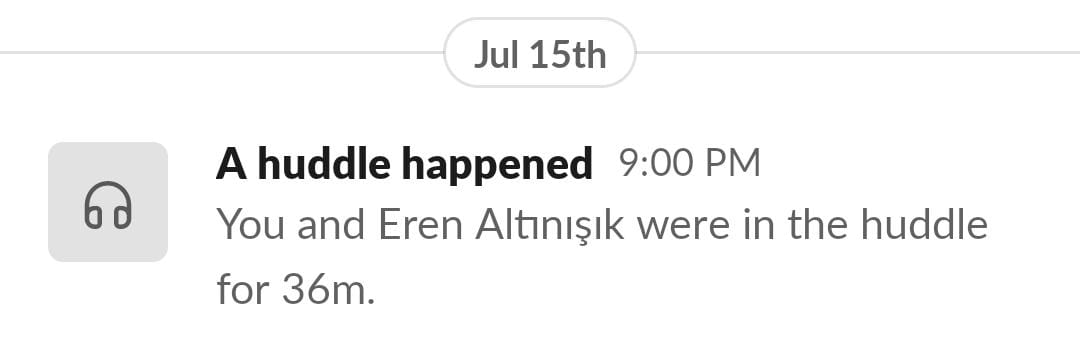 Jul 15th
A huddle happened 9:00 PM
You and Eren Altınışık were in the huddle
for 36m.